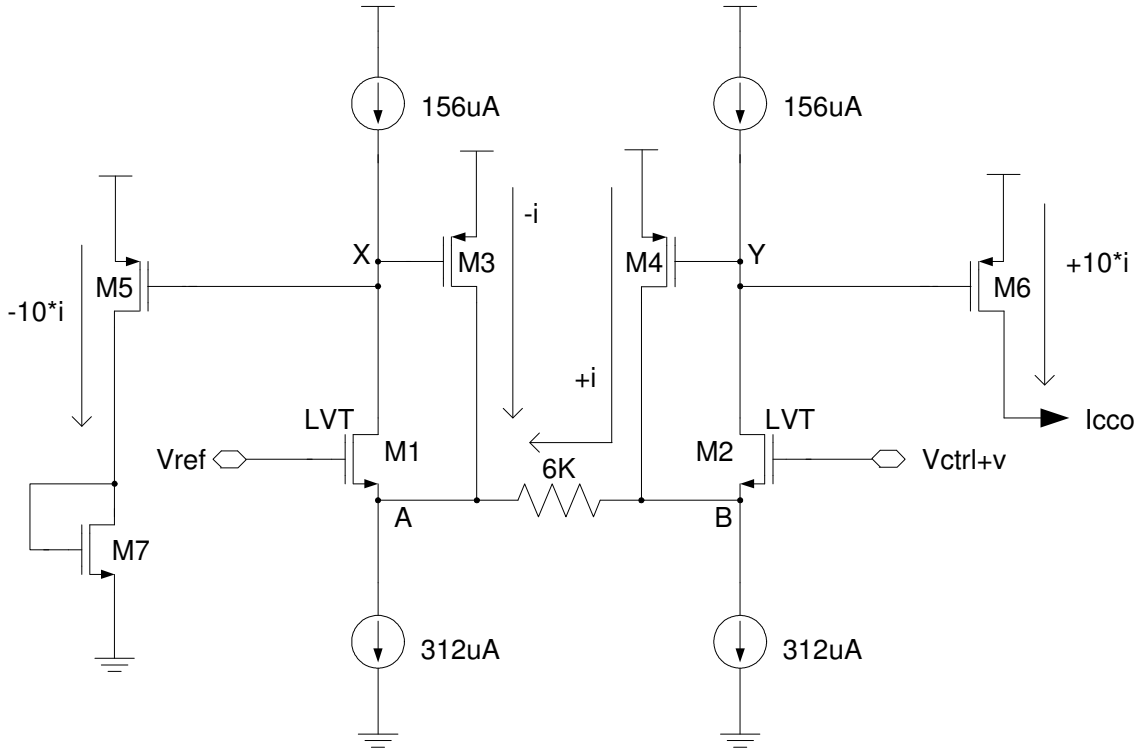 156uA
156uA
X
M3
-i
M4
Y
M5
M6
-10*i
+10*i
+i
LVT
LVT
Icco
Vref
M1
6K
M2
Vctrl+v
A
B
M7
312uA
312uA